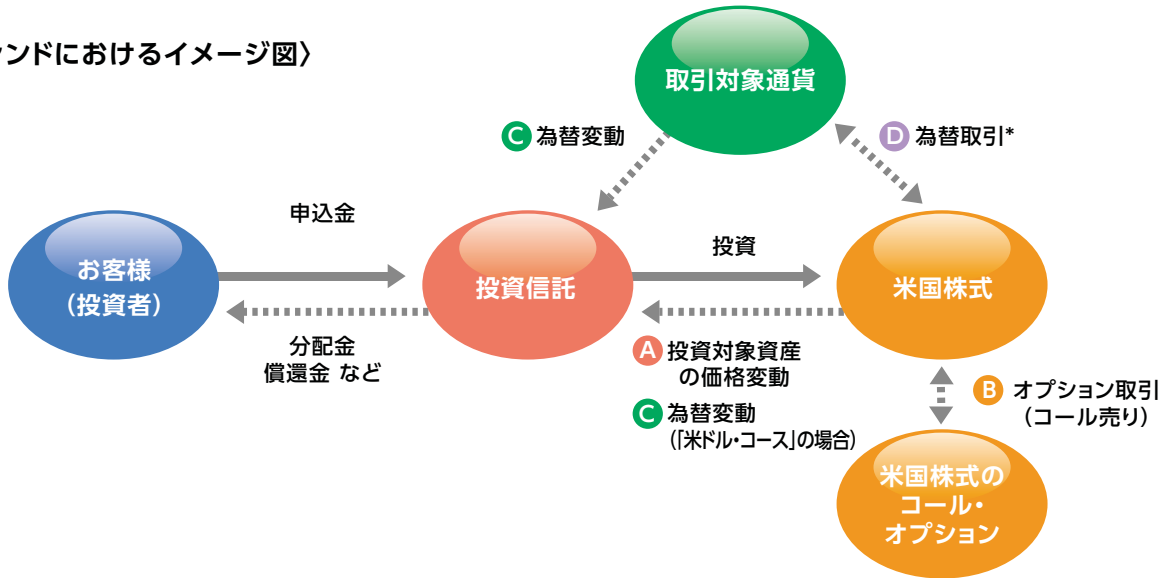 ンドにおけるイメージ図〉
取引対象通貨
C 為替変動
D 為替取引*
申込金
投資
お客様
(投資者)
投資信託
米国株式
分配金
償還金 など
A 投資対象資産
の価格変動
C 為替変動
(「米ドル・コース」の場合)
B オプション取引
(コール売り)
米国株式の
コール・
オプション